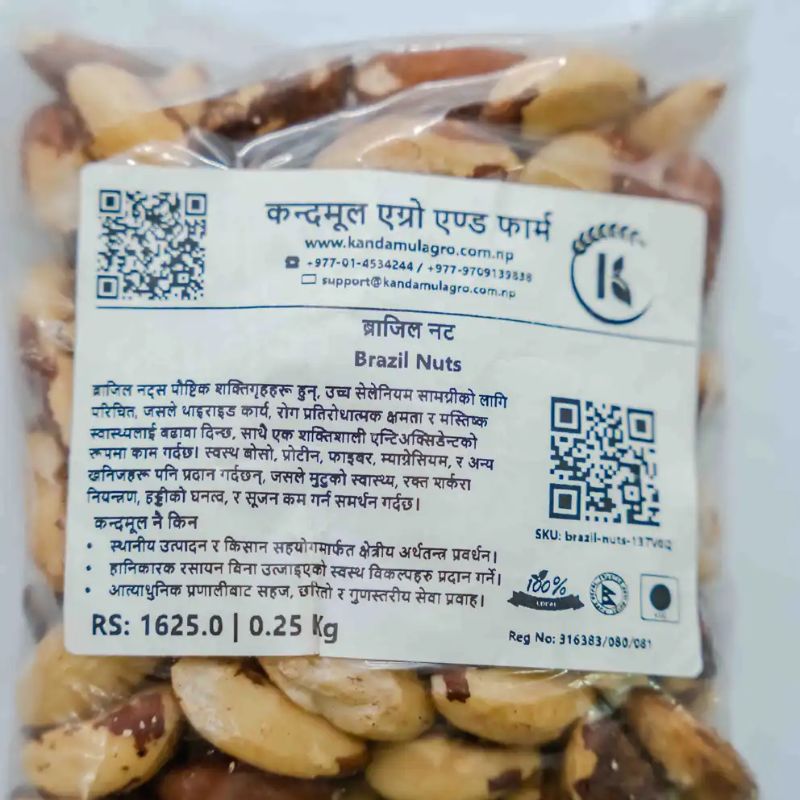 कन्दमूल एग्रो एण्ड फार्म
www.kandamulagro.com.np
+977-01-4534244 / +977-9709139838
support@kandamulagro.com.np
ब्राजिल नट
Brazil Nuts
ब्राजिल नट्स पौष्टिक शक्तिगृहहरू हुन्, उच्च सेलेनियम सामग्रीको लागि
परिचित, जसले थाइराइड कार्य, रोग प्रतिरोधात्मक क्षमता र मस्तिष्क
स्वास्थ्यलाई बढावा दिन्छ, साथै एक शक्तिशाली एन्टिअक्सिडेन्टको
रूपमा काम गर्दछ। स्वस्थ बोसो, प्रोटीन, फाइबर, म्याग्नेसियम, र अन्य
खनिजहरू पनि प्रदान गर्दछन्, जसले मुटुको स्वास्थ्य, रक्त शर्करा
नियन्त्रण, हड्डीको घनत्व, र सूजन कम गर्न समर्थन गर्दछ।
कन्दमूल नै किन
• स्थानीय उत्पादन र किसान सहयोगमार्फत क्षेत्रीय अर्थतन्त्र प्रवर्धन।
• हानिकारक रसायन बिना उत्जाइएको स्वस्थ विकल्पहरु प्रदान गर्ने।
• आत्याधुनिक प्रणालीबाट सहज, छरितो र गुणस्तरीय सेवा प्रवाह।
RS: 1625.0 | 0.25 Kg
SKU: brazil-nuts-137
100%
Reg No: 316383/080/081